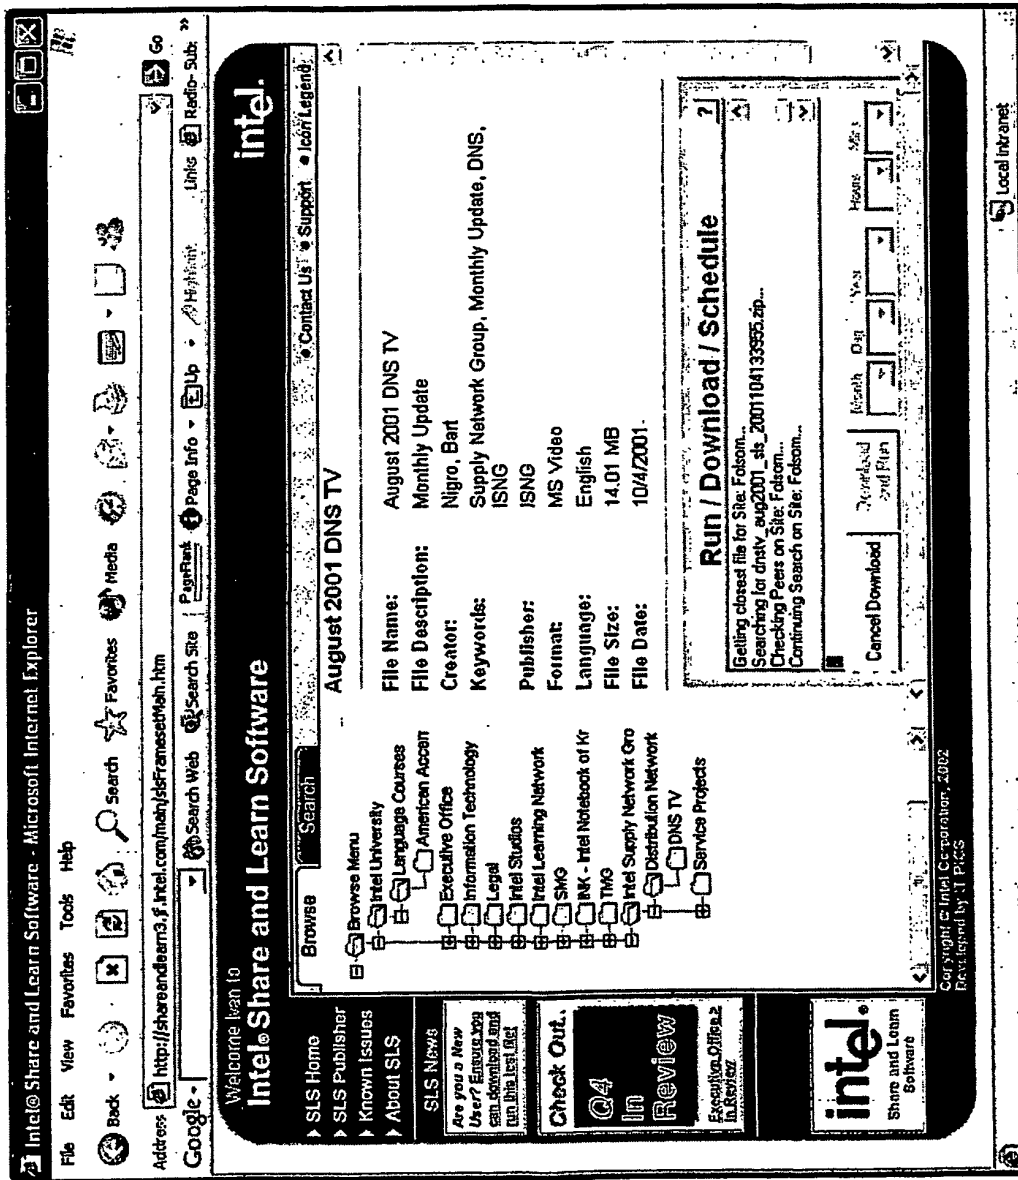 Intel® Share and Learn Software - Microsoft Internet Explorer
File Edit View Favorites Tools Help
Back Search Favorites Media
Address http://shareandlearn3.jf.intel.com/main/slsFramesetMain.htm Go
Google Search Web Search Site PageRank Page Info Up Highlight Links Radio- Sub:
Welcome Ivan to
Intel® Share and Learn Software
intel.
Contact Us Support Icon Legend
SLS Home
SLS Publisher
Known Issues
About SLS
SLS News
Are you a New
User? Ensure you
can download and
run this test file!
Check Out..
Q4
In
Review
Executive Office >
In Review
intel.
Share and Learn
Software
Browse Search
Browse Menu
Intel University
Language Courses
American Accen
Executive Office
Information Technology
Legal
Intel Studios
Intel Learning Network
SMG
INK - Intel Notebook of Kr
TMG
Intel Supply Network Gro
Distribution Network
DNS TV
Service Projects
August 2001 DNS TV
File Name: August 2001 DNS TV
File Description: Monthly Update
Creator: Nigro, Bart
Keywords: Supply Network Group, Monthly Update, DNS,
ISNG
Publisher: ISNG
Format: MS Video
Language: English
File Size: 14.01 MB
File Date: 10/4/2001.
Run / Download / Schedule ?
Getting closest file for Site: Folsom...
Searching for dnstv_aug2001_sls_2001104133955.zip...
Checking Peers on Site: Folsom...
Continuing Search on Site: Folsom...
Cancel Download
Download
and Run
Month Day Year Hours Mins
Copyright © Intel Corporation, 2002
Developed by IT PICS
Local intranet